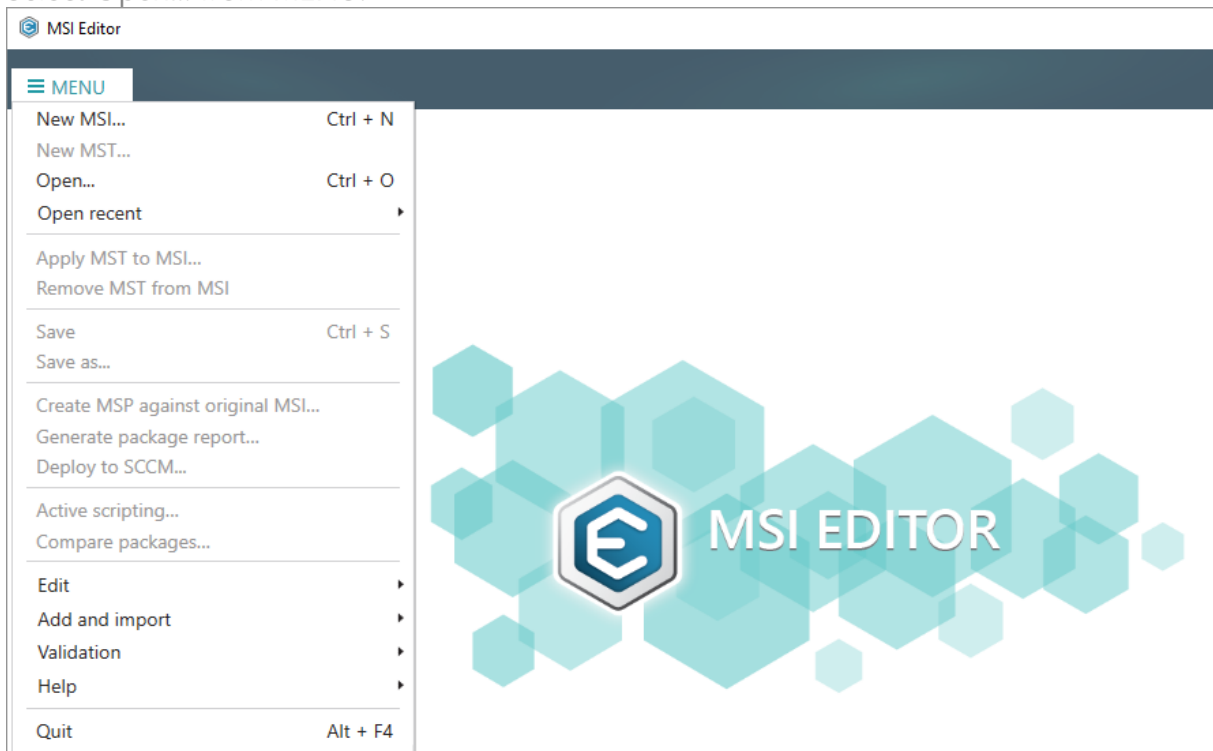 MSI Editor
MENU
New MSI... Ctrl + N
New MST...
Open... Ctrl + O
Open recent
Apply MST to MSI...
Remove MST from MSI
Save Ctrl + S
Save as...
Create MSP against original MSI...
Generate package report...
Deploy to SCCM...
Active scripting...
Compare packages...
Edit
Add and import
Validation
Help
Quit Alt + F4
MSI EDITOR